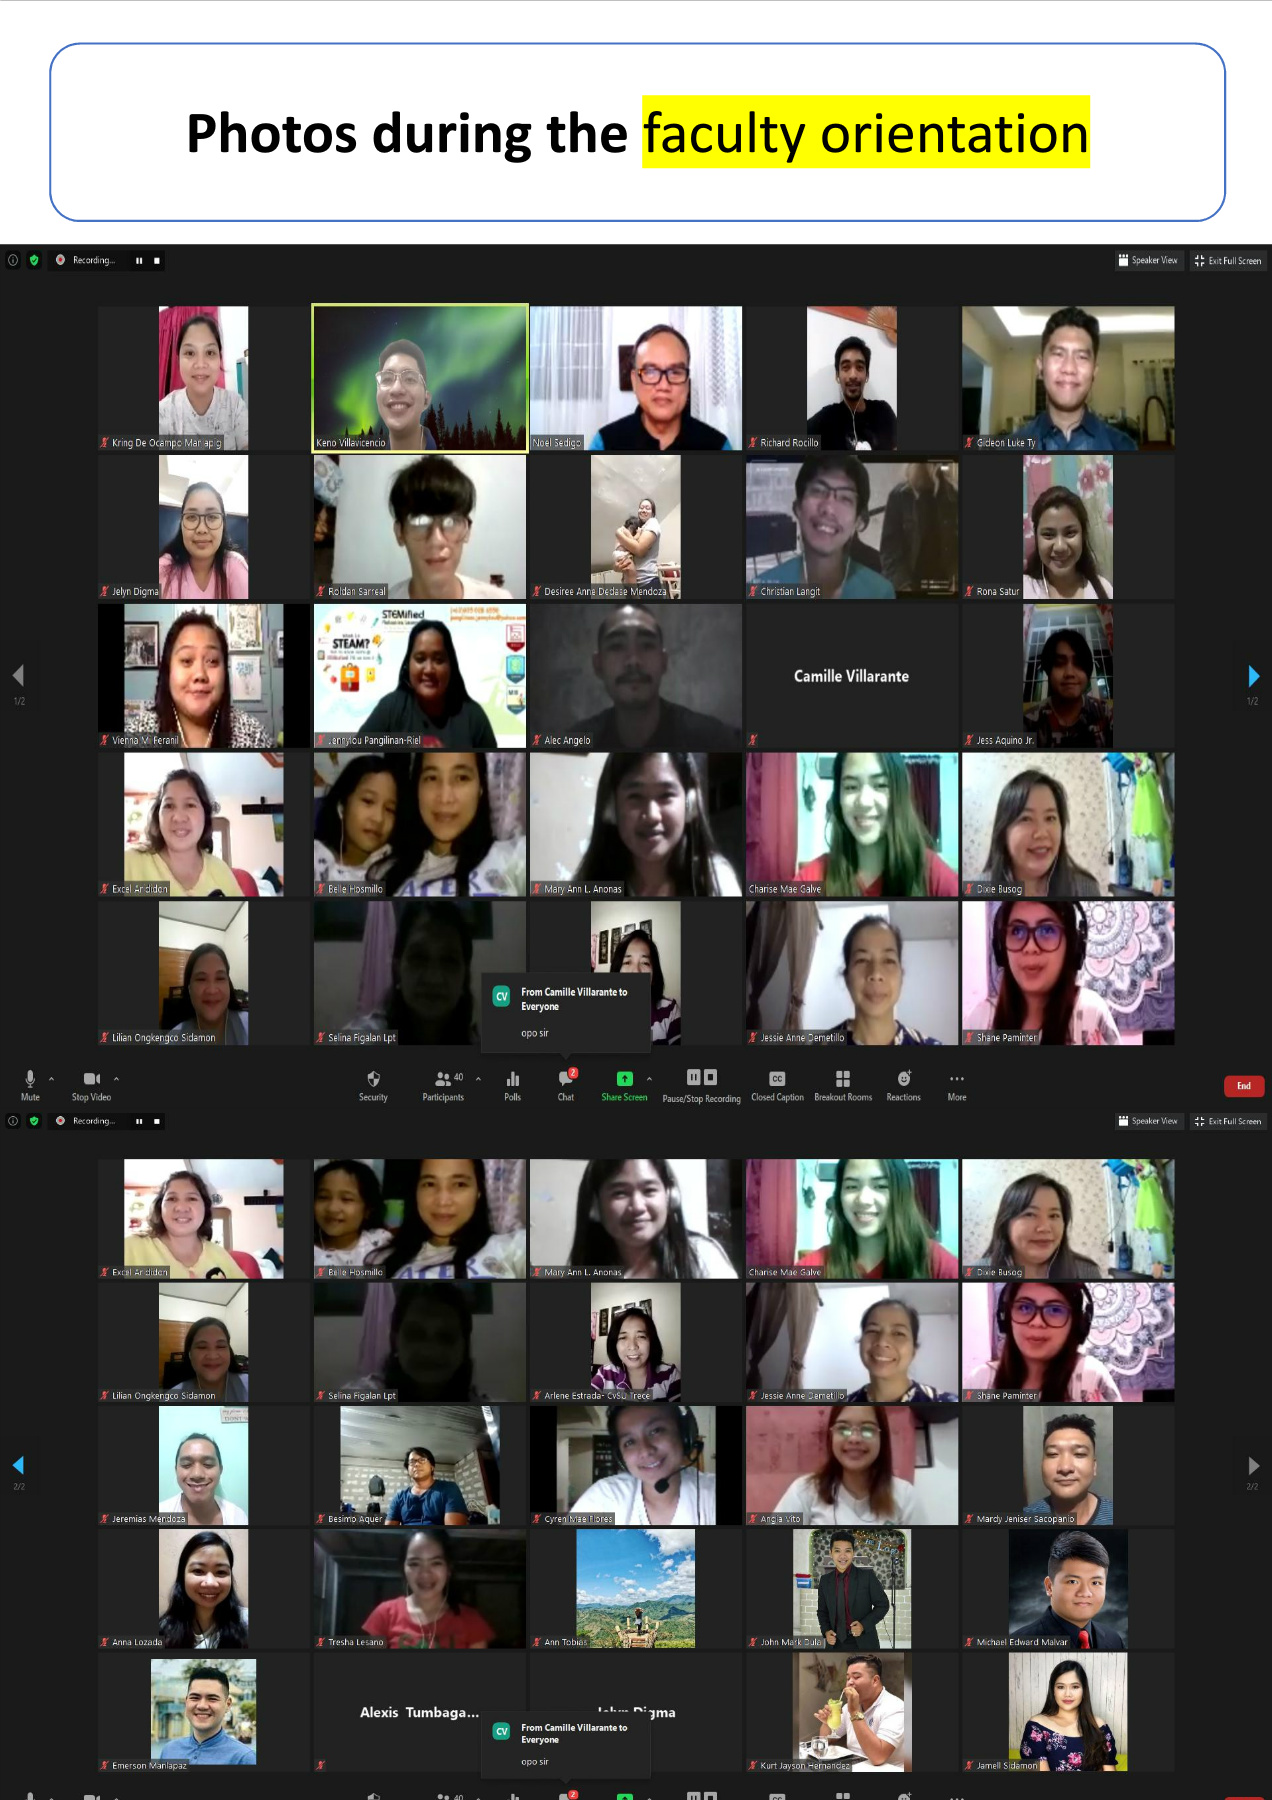 Photos during the faculty orientation
Recording...
Speaker View
Exit Full Screen
Kring De Ocampo Manapig
Keno Villavicencio
Noel Sedigo
Richard Rocillo
Gideon Luke Ty
Jelyn Digma
Roldan Sarreal
Desiree Anne Dedase Mendoza
Christian Langit
Rona Satur
STEMified
STEAM?
Vienna M. Feranil
Jennylou Pangilinan-Riel
Alec Angelo
Camille Villarante
Jess Aquino Jr.
1/2
1/2
Excel Arididon
Belle Hosmillo
Mary Ann L. Anonas
Charise Mae Galve
Dixie Busog
Lilian Ongkengco Sidamon
Selina Figalan Lpt
CV
From Camille Villarante to
Everyone
opo sir
Jessie Anne Demetillo
Shane Paminter
Mute
Stop Video
Security
40
Participants
Polls
2
Chat
Share Screen
Pause/Stop Recording
CC
Closed Caption
Breakout Rooms
Reactions
More
End
Recording...
Speaker View
Exit Full Screen
Excel Arididon
Belle Hosmillo
Mary Ann L. Anonas
Charise Mae Galve
Dixie Busog
Lilian Ongkengco Sidamon
Selina Figalan Lpt
Arlene Estrada- CvSU Trece
Jessie Anne Demetillo
Shane Paminter
2/2
2/2
Jeremias Mendoza
Besimo Aquer
Cyren Mae Flores
Angla Vito
Mardy Jeniser Sacopanio
Anna Lozada
Tresha Lesano
Ann Tobias
John Mark Dula
Michael Edward Malvar
Emerson Manlapaz
Alexis Tumbaga...
Jelyn Digma
CV
From Camille Villarante to
Everyone
opo sir
Kurt Jayson Hernandez
Jamell Sidamon
40
2
CC